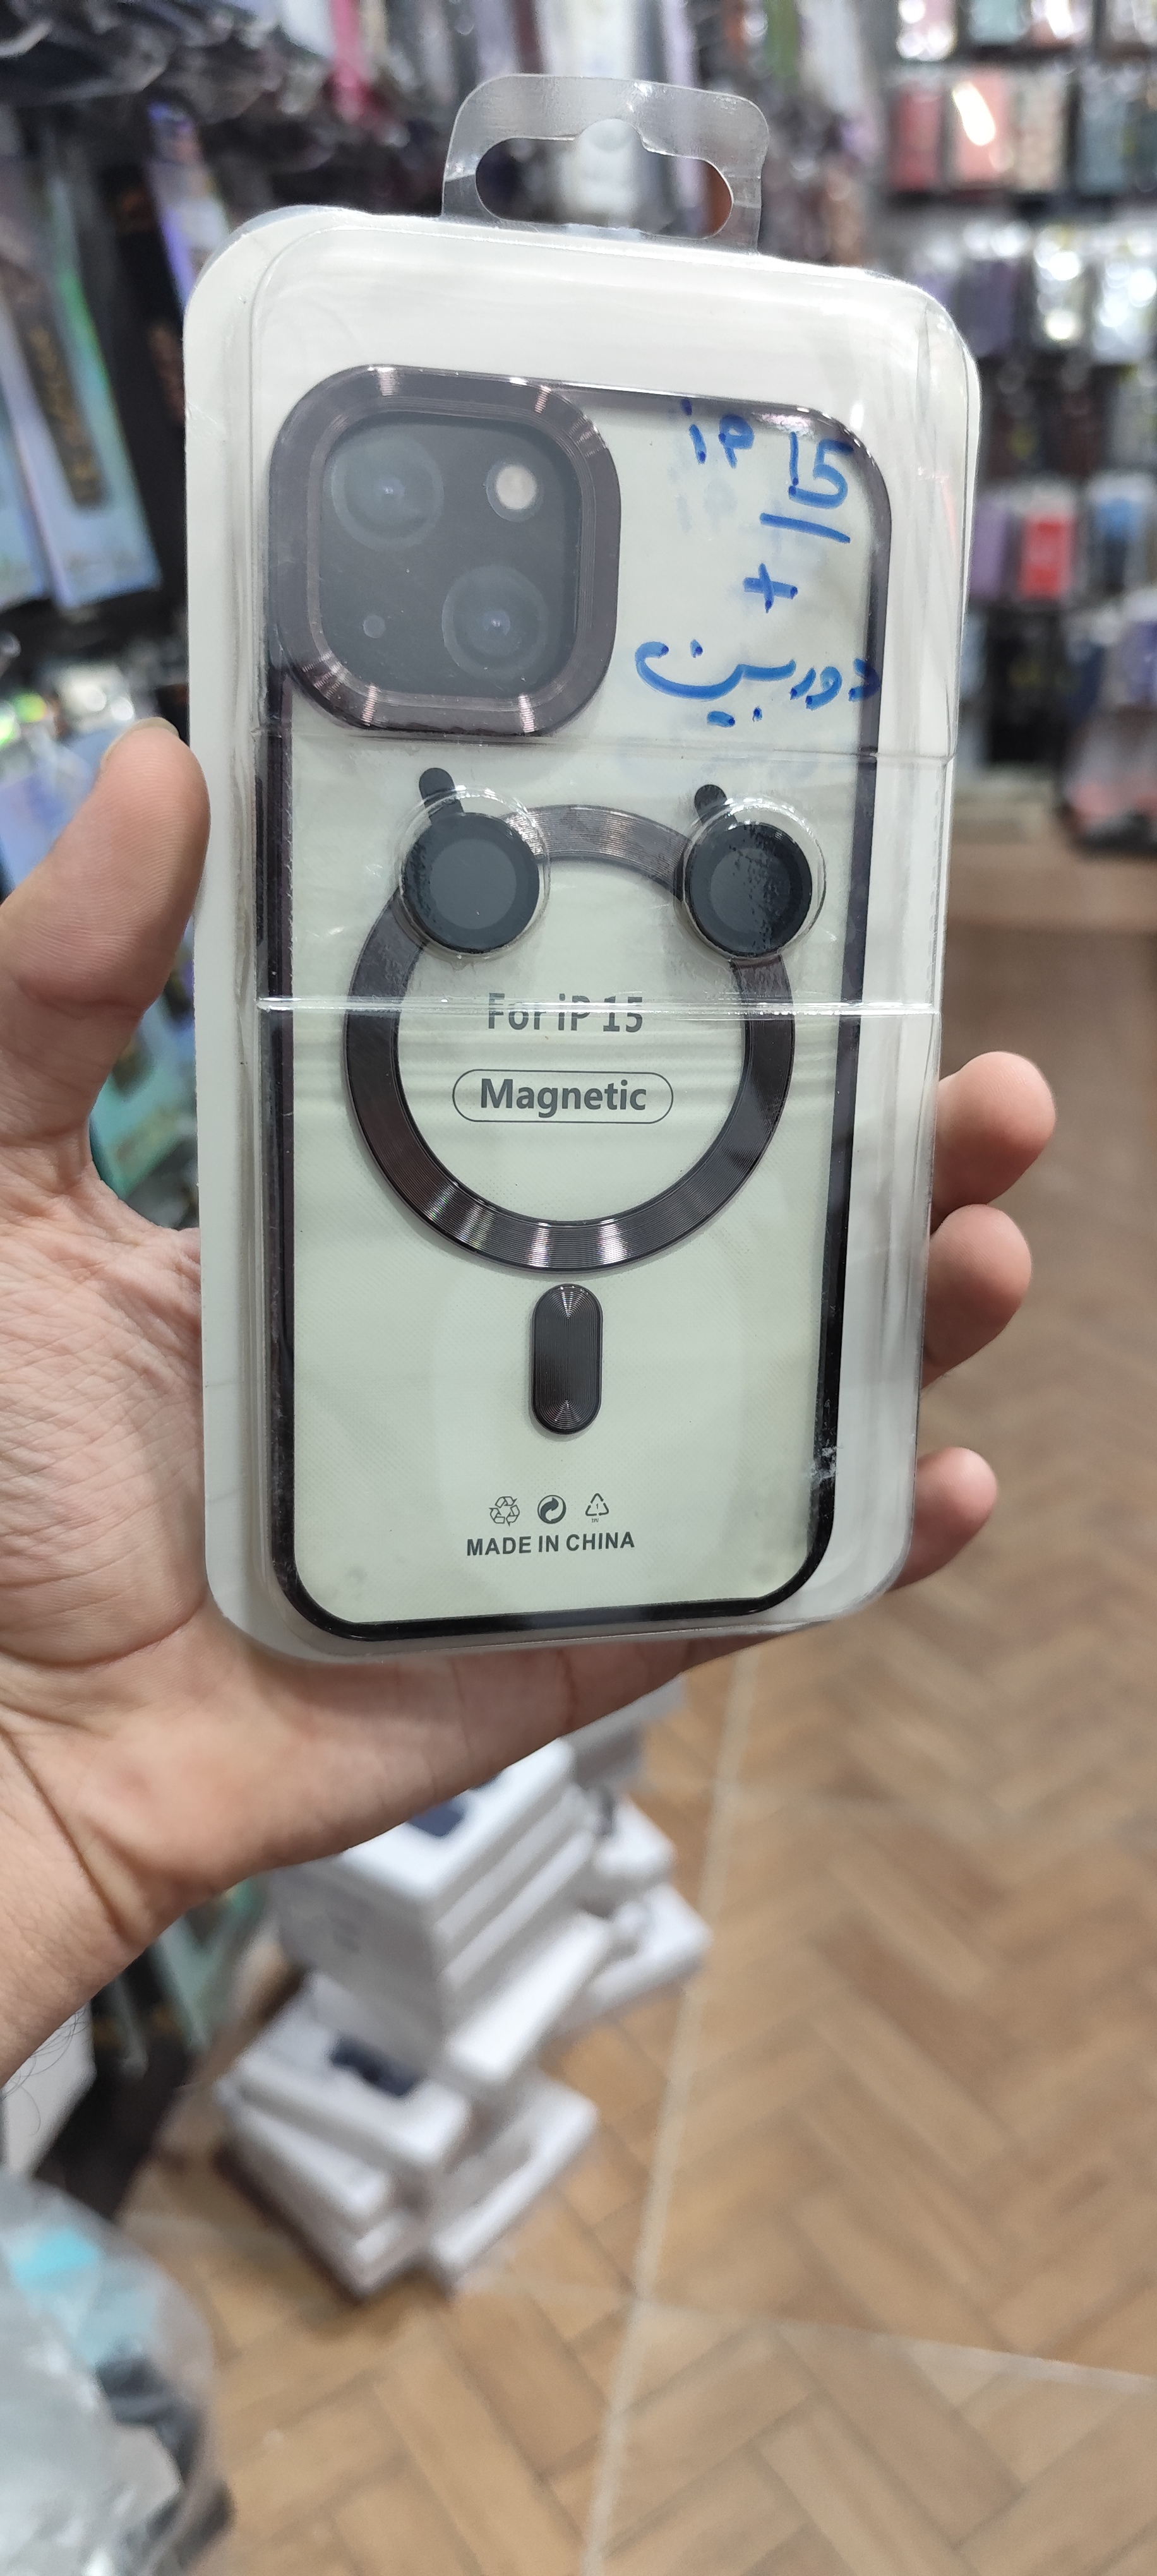 ip 15
+
دوربین
For iP 15
Magnetic
MADE IN CHINA